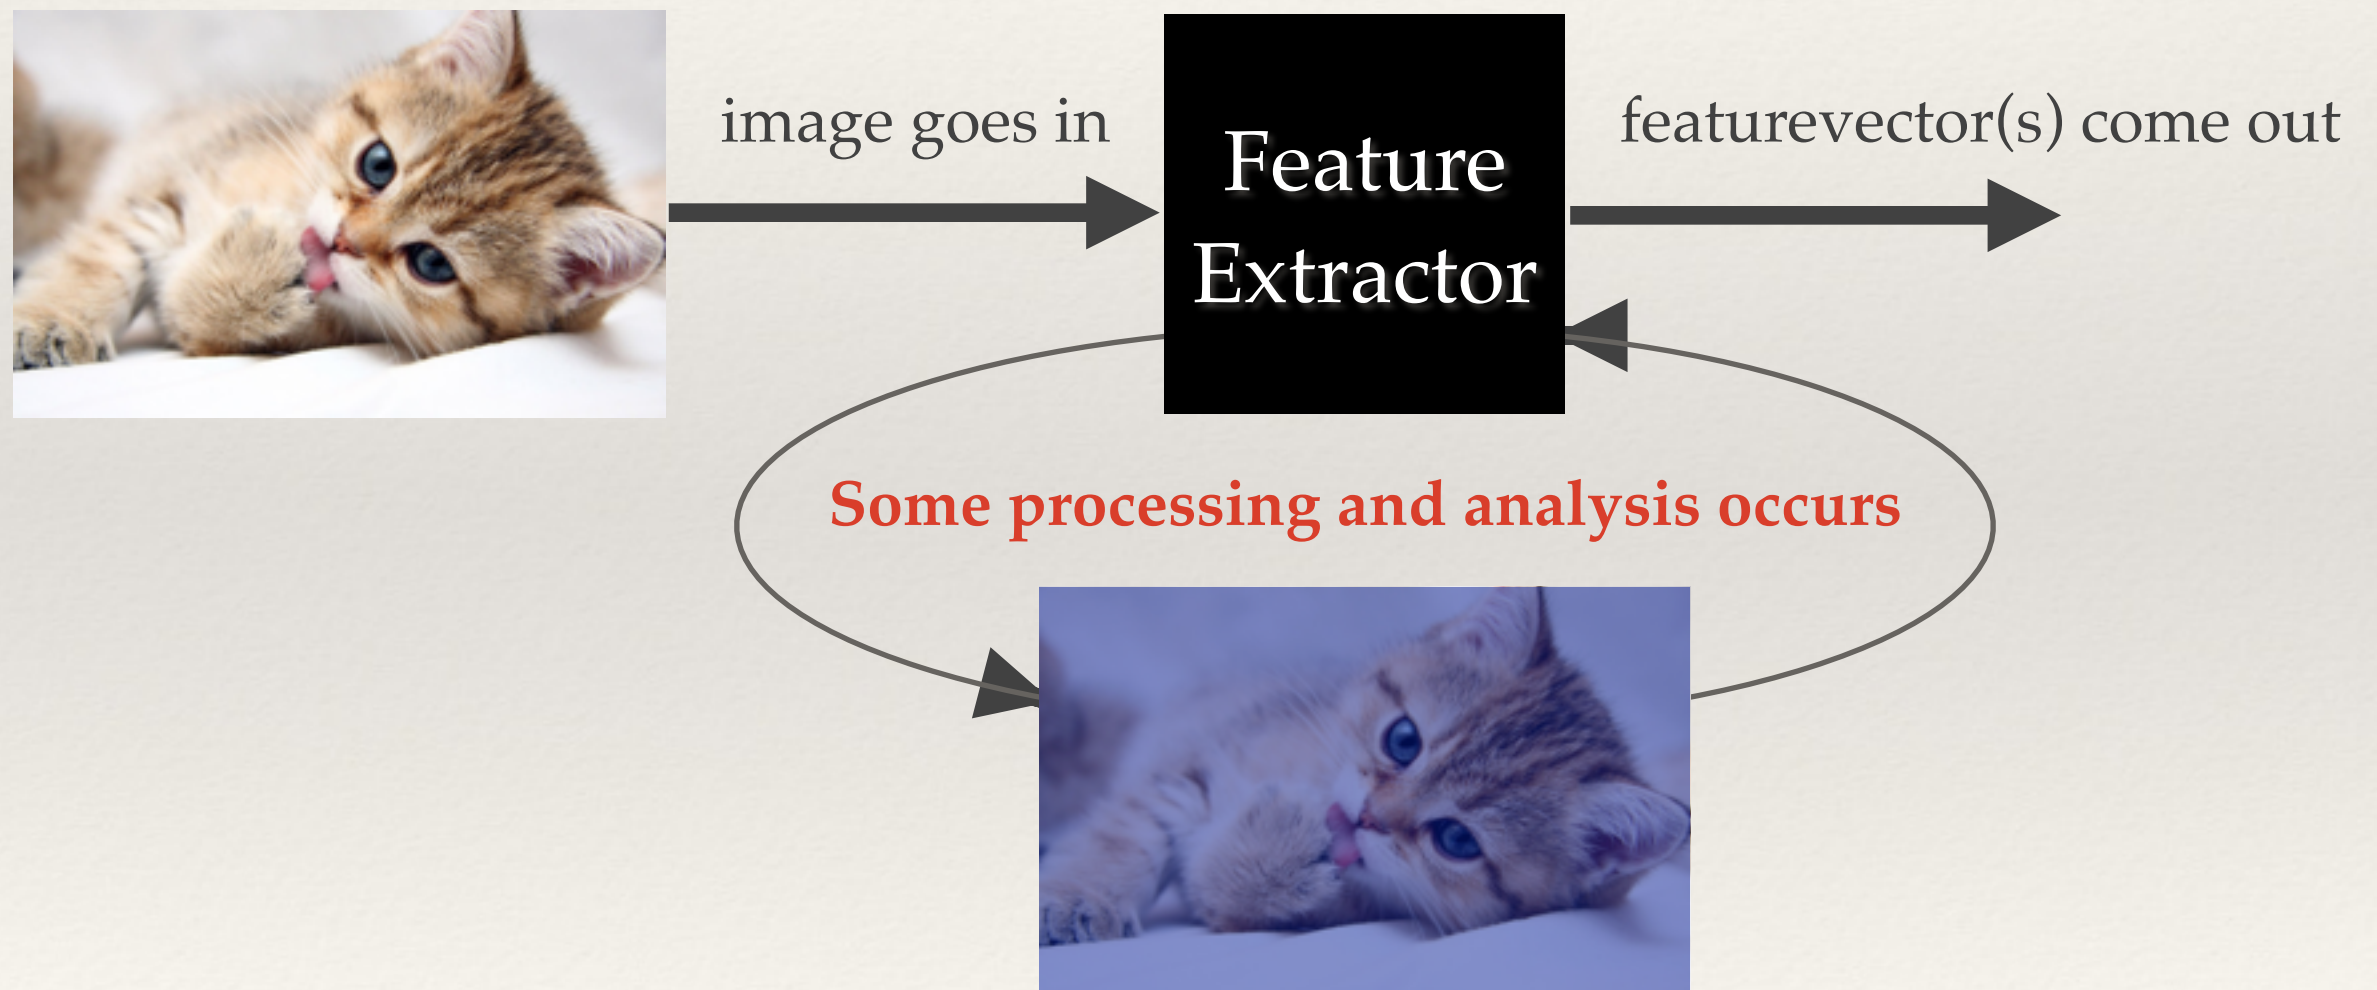 image goes in
Feature
Extractor
featurevector(s) come out
Some processing and analysis occurs